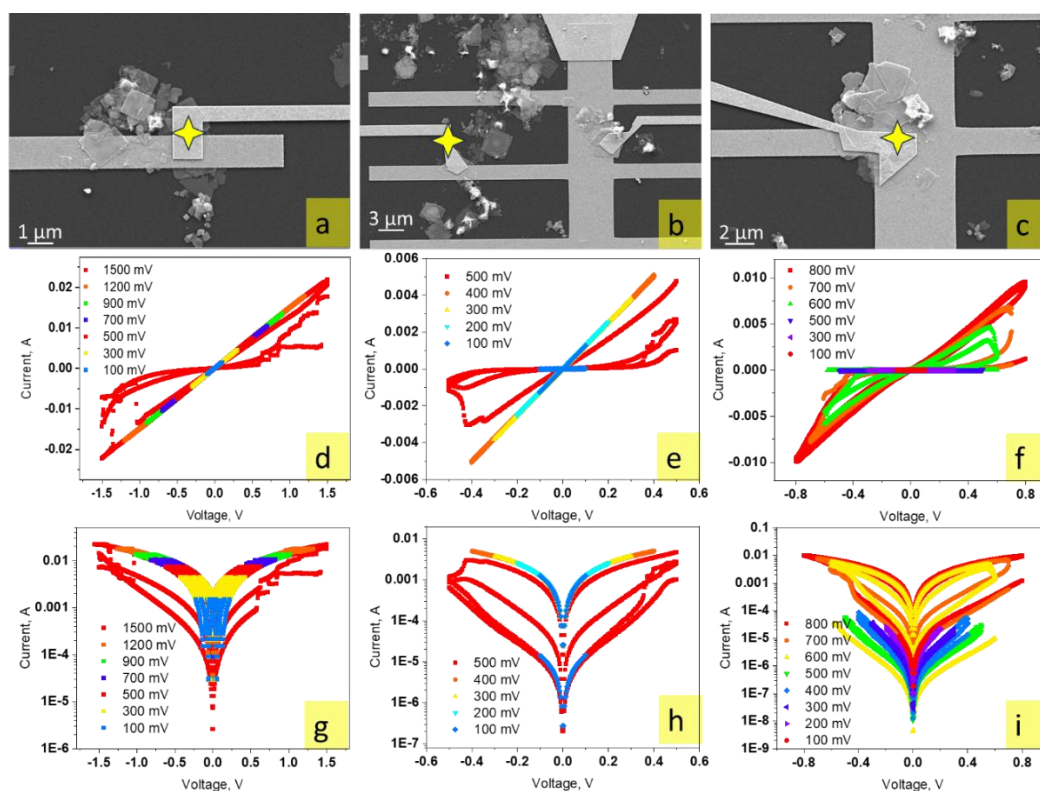 1 μm
a
3 μm
b
2 μm
c
1500 mV
1200 mV
900 mV
700 mV
500 mV
300 mV
100 mV
0.02
0.01
0.00
-0.01
-0.02
Current, A
-1.5 -1.0 -0.5 0.0 0.5 1.0 1.5
Voltage, V
d
500 mV
400 mV
300 mV
200 mV
100 mV
0.006
0.004
0.002
0.000
-0.002
-0.004
-0.006
Current, A
-0.6 -0.4 -0.2 0.0 0.2 0.4 0.6
Voltage, V
e
800 mV
700 mV
600 mV
500 mV
300 mV
100 mV
0.010
0.005
0.000
-0.005
-0.010
Current, A
-0.8 -0.4 0.0 0.4 0.8
Voltage, V
f
0.01
0.001
1E-4
1E-5
1E-6
Current, A
1500 mV
1200 mV
900 mV
700 mV
500 mV
300 mV
100 mV
-1.5 -1.0 -0.5 0.0 0.5 1.0 1.5
Voltage, V
g
0.01
0.001
1E-4
1E-5
1E-6
1E-7
Current, A
500 mV
400 mV
300 mV
200 mV
100 mV
-0.6 -0.4 -0.2 0.0 0.2 0.4 0.6
Voltage, V
h
0.1
0.01
0.001
1E-4
1E-5
1E-6
1E-7
1E-8
1E-9
Current, A
800 mV
700 mV
600 mV
500 mV
400 mV
300 mV
200 mV
100 mV
-0.8 -0.4 0.0 0.4 0.8
Voltage, V
i